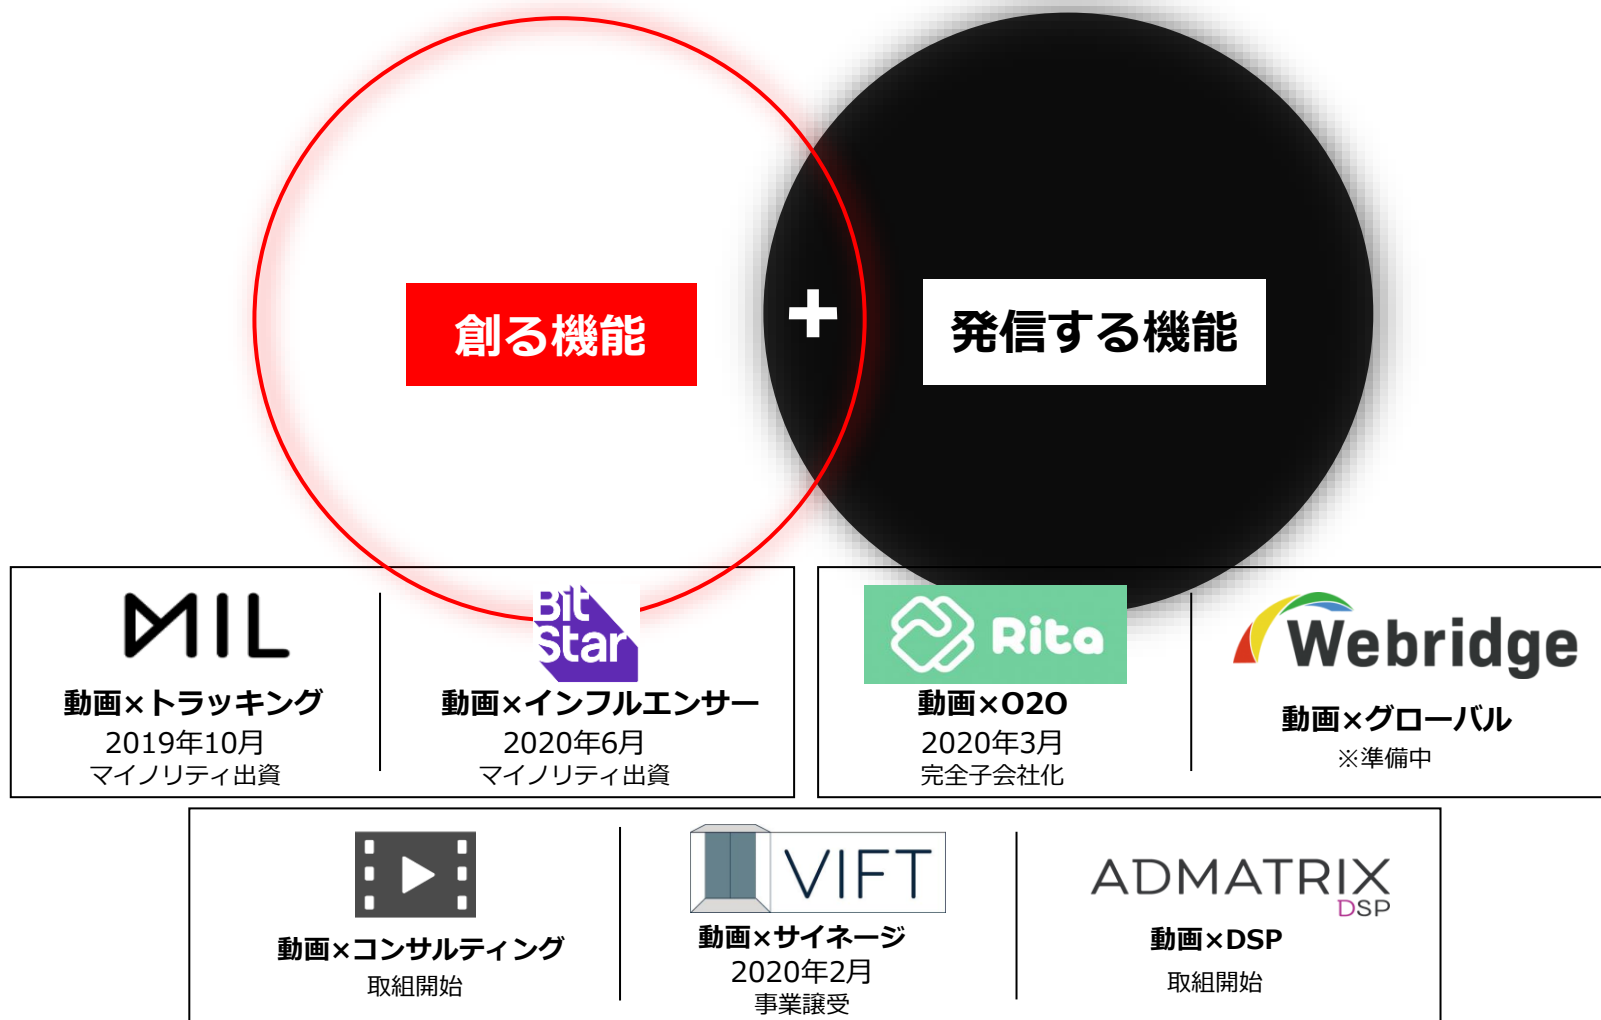 創る機能
+
発信する機能
MIL
動画×トラッキング
2019年10月
マイノリティ出資
Bit
Star
動画×インフルエンサー
2020年6月
マイノリティ出資
Rita
動画×O2O
2020年3月
完全子会社化
Webridge
動画×グローバル
※準備中
動画×コンサルティング
取組開始
VIFT
動画×サイネージ
2020年2月
事業譲受
ADMATRIX
DSP
動画×DSP
取組開始